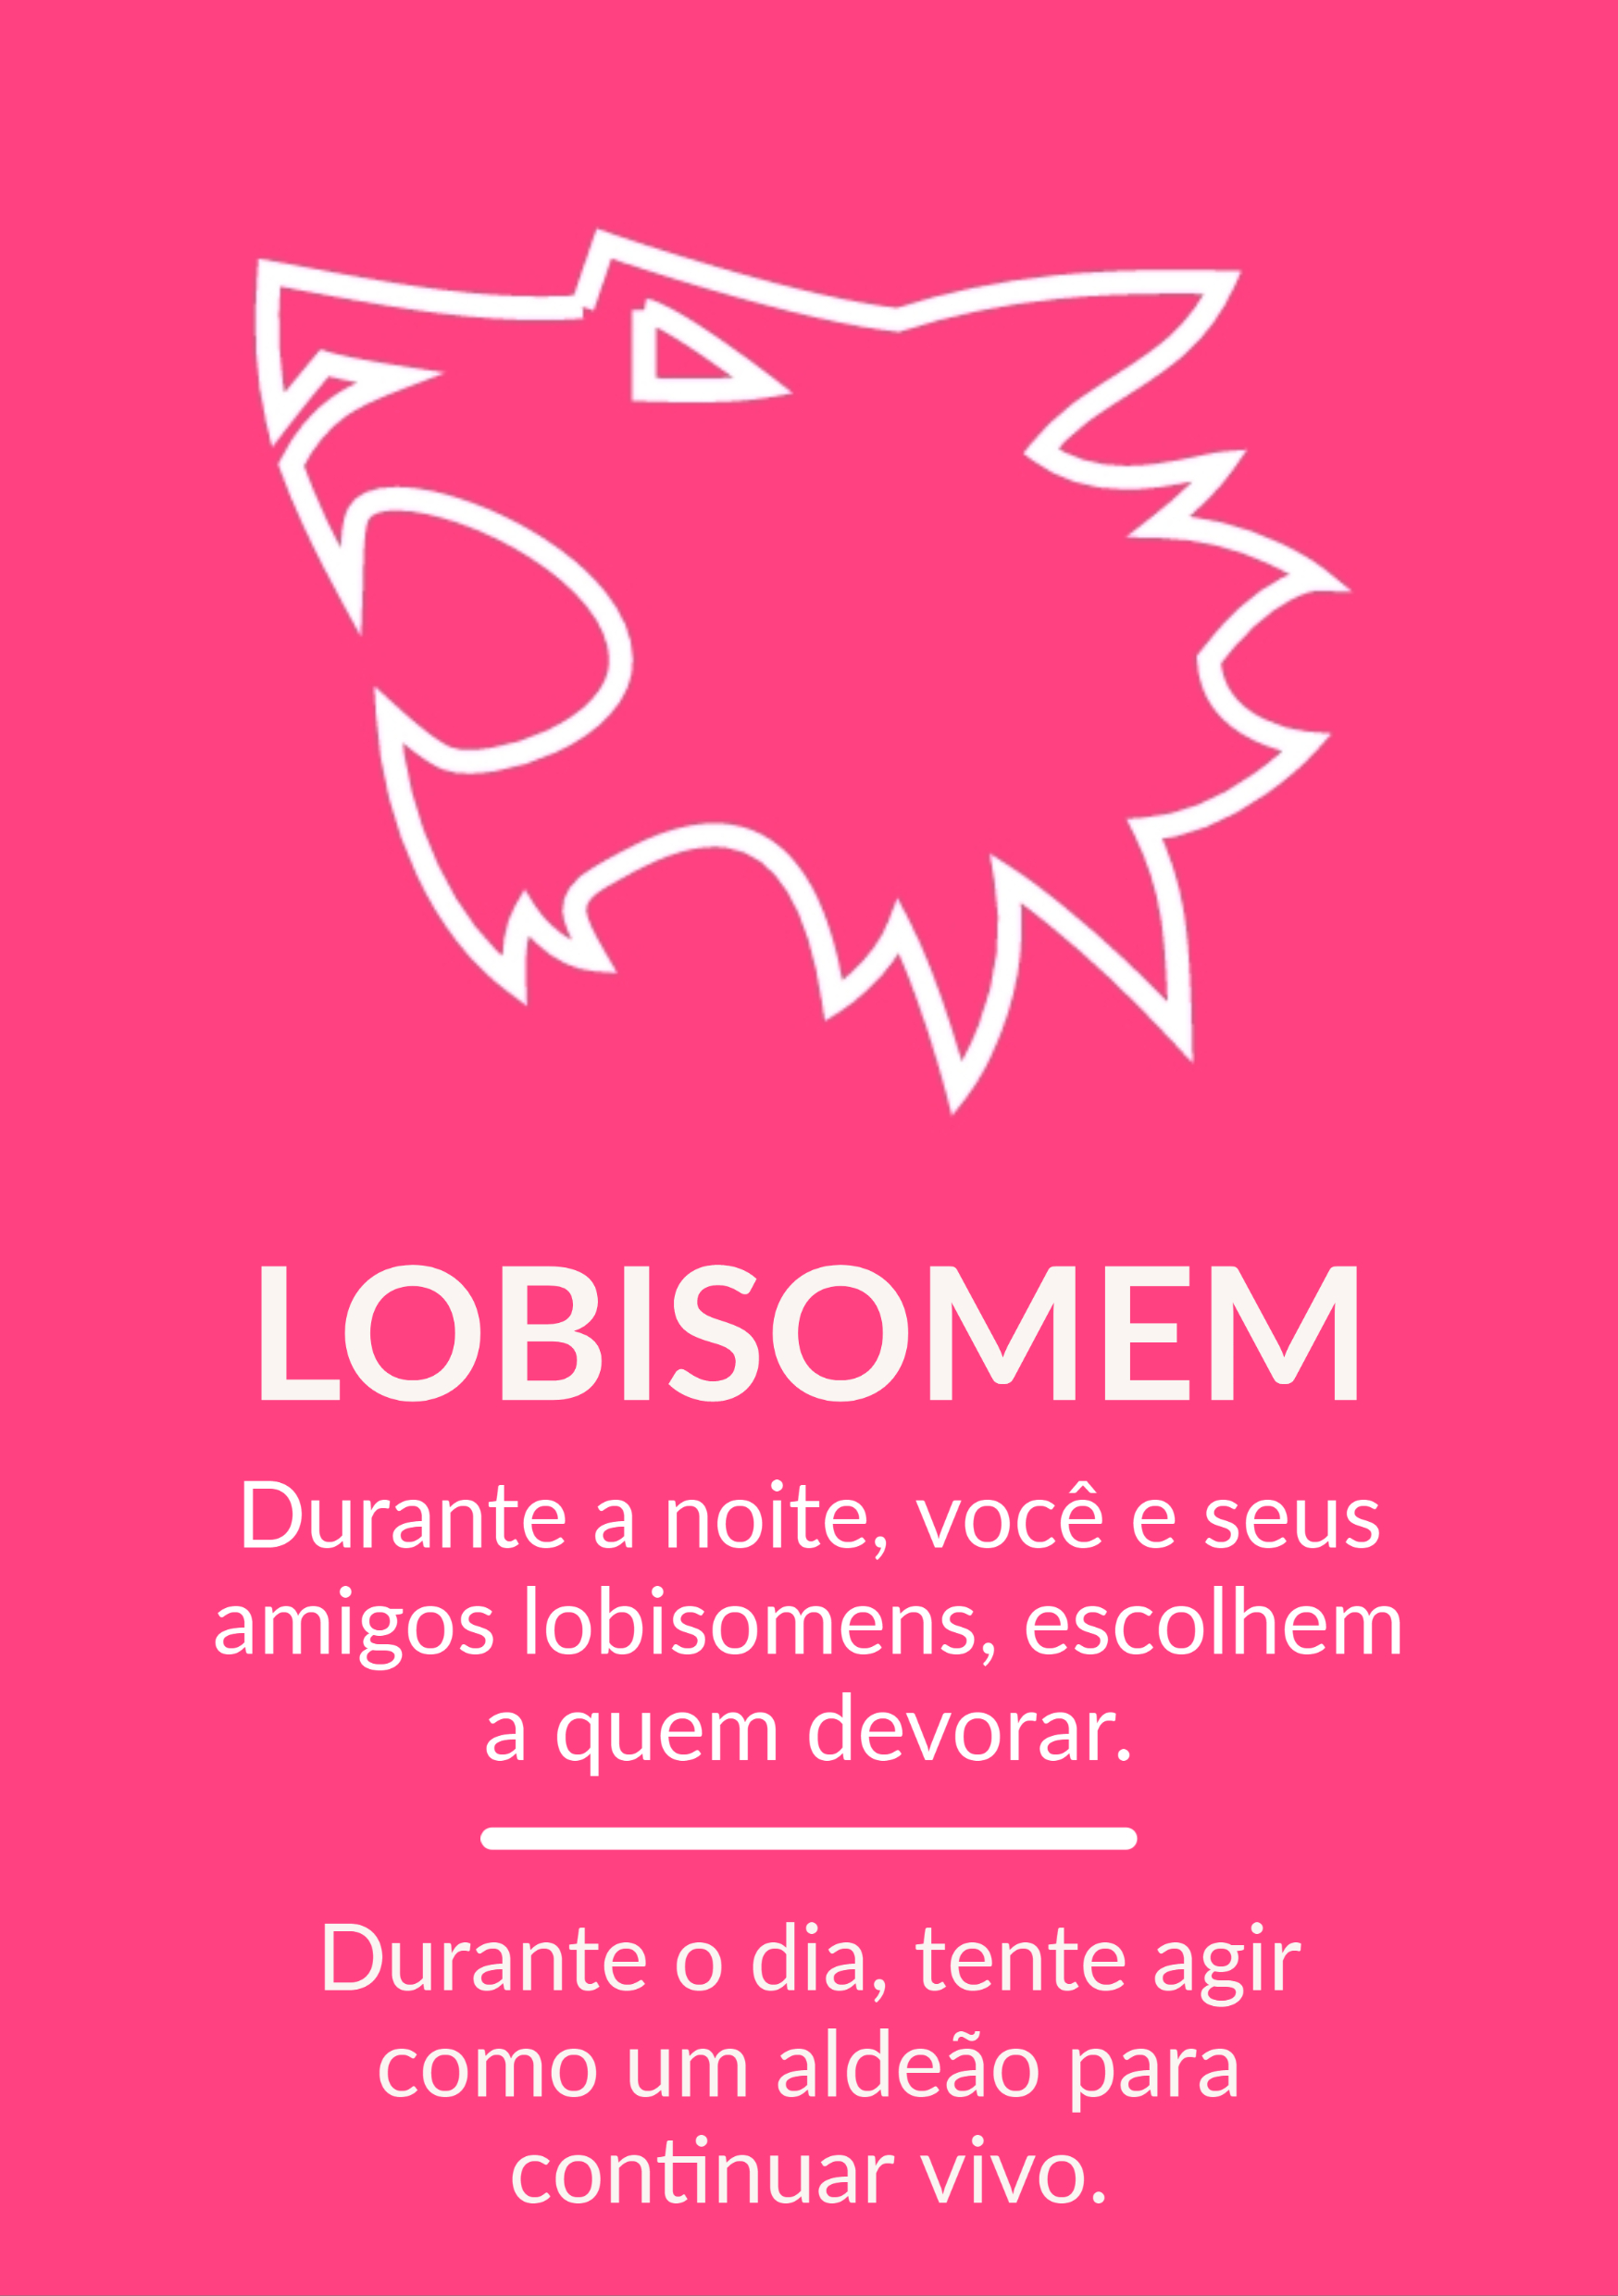 LOBISOMEM
Durante a noite, você e seus
amigos lobisomens, escolhem
a quem devorar.
Durante o dia, tente agir
como um aldeão para
continuar vivo.